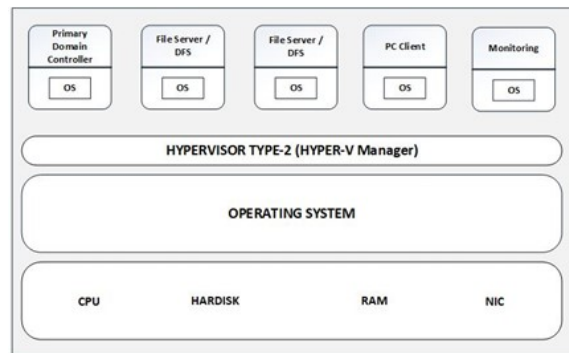 Primary
Domain
Controller
OS
File Server /
DFS
OS
File Server /
DFS
OS
PC Client
OS
Monitoring
OS
HYPERVISOR TYPE-2 (HYPER-V Manager)
OPERATING SYSTEM
CPU HARDISK RAM NIC